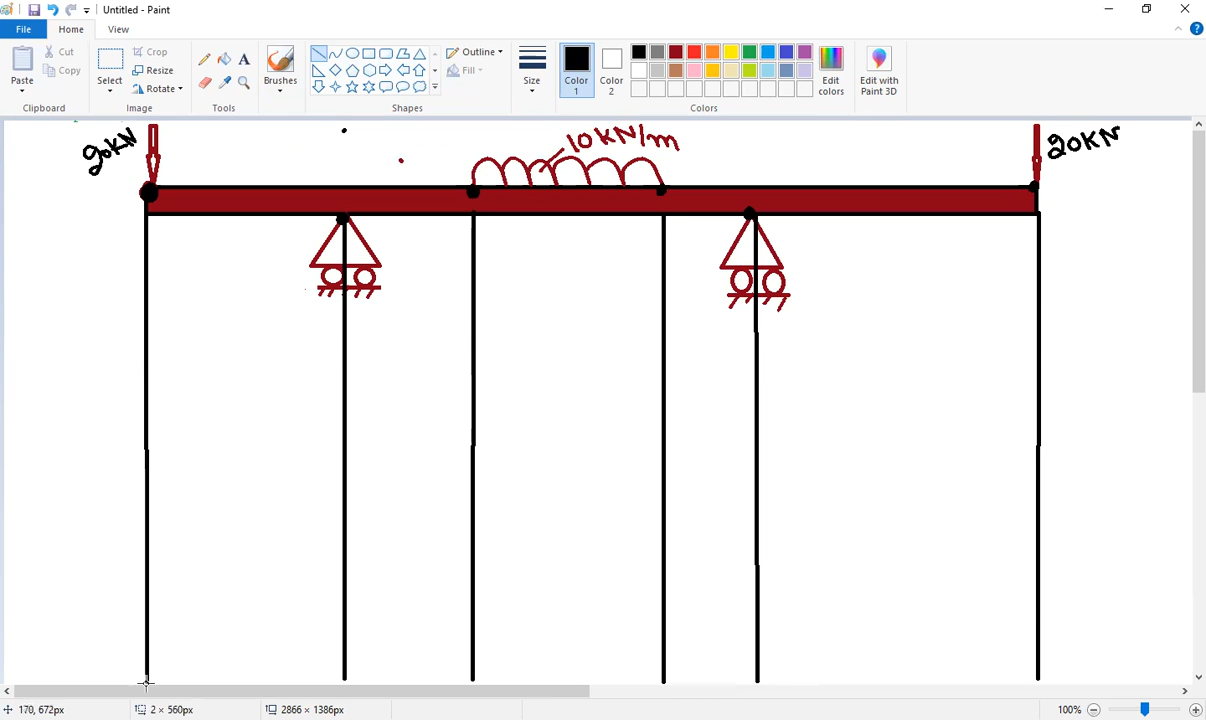 Untitled - Paint
File Home View
Paste
Cut
Copy
Clipboard
Select
Crop
Resize
Rotate
Image
Tools
Brushes
Outline
Fill
Shapes
Size
Color 1
Color 2
Edit colors
Colors
Edit with Paint 3D
20kN
10kN/m
20kN
170, 672px
2 × 560px
2866 × 1386px
100%